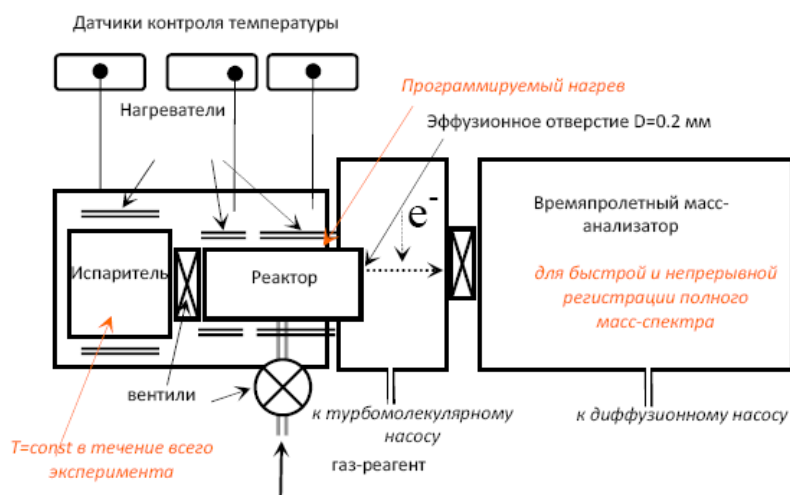 Датчики контроля температуры
Программируемый нагрев
Нагреватели
Эффузионное отверстие D=0.2 мм
e-
Времяпролетный масс-
анализатор
для быстрой и непрерывной
регистрации полного
масс-спектра
Испаритель
Реактор
вентили
к турбомолекулярному
насосу
к диффузионному насосу
T=const в течение всего
эксперимента
газ-реагент